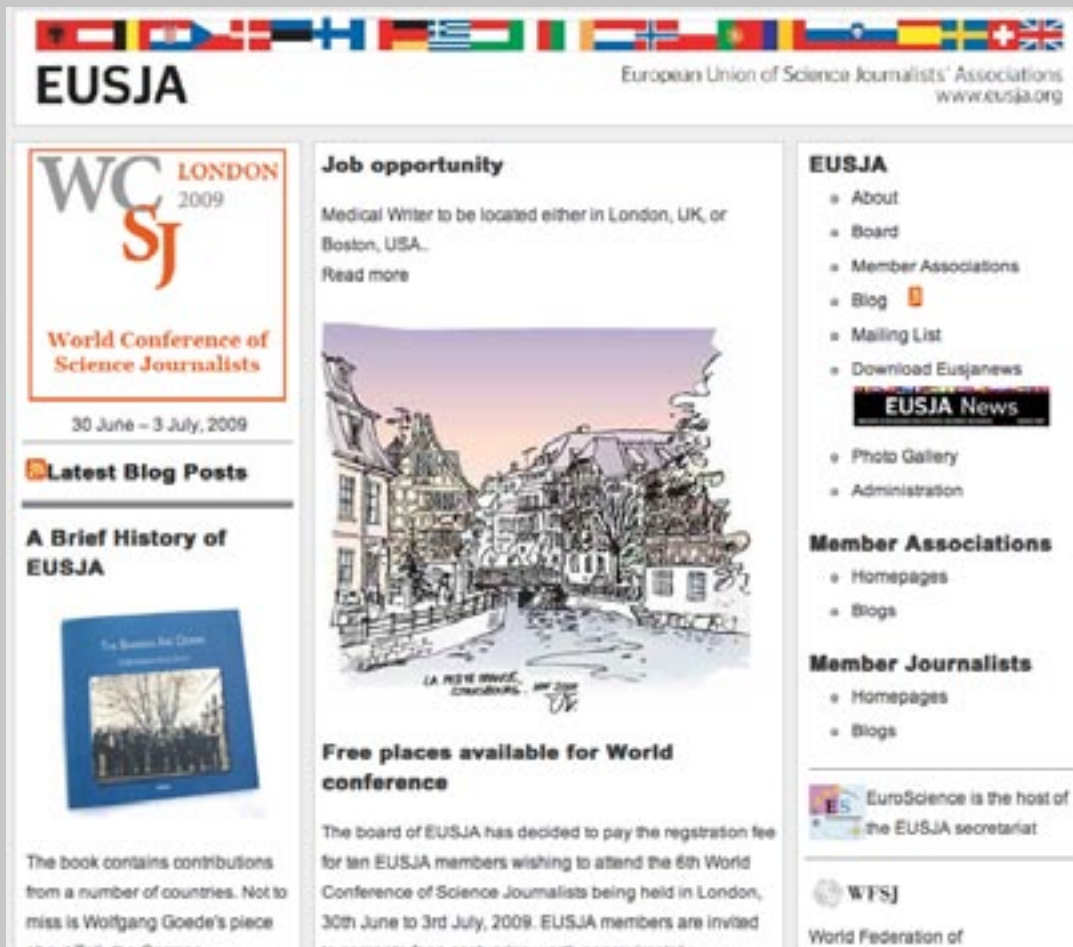 EUSJA
European Union of Science Journalists' Associations
www.eusja.org
WCSJ
LONDON
2009
World Conference of
Science Journalists
30 June – 3 July, 2009
Latest Blog Posts
A Brief History of
EUSJA
The book contains contributions
from a number of countries. Not to
miss is Wolfgang Goede's piece
Job opportunity
Medical Writer to be located either in London, UK, or
Boston, USA..
Read more
LA PETITE FRANCE,
STRASBOURG.
Free places available for World
conference
The board of EUSJA has decided to pay the regstration fee
for ten EUSJA members wishing to attend the 6th World
Conference of Science Journalists being held in London,
30th June to 3rd July, 2009. EUSJA members are invited
EUSJA
About
Board
Member Associations
Blog
Mailing List
Download Eusjanews
EUSJA News
Photo Gallery
Administration
Member Associations
Homepages
Blogs
Member Journalists
Homepages
Blogs
ES
EuroScience is the host of
the EUSJA secretariat
WFSJ
World Federation of